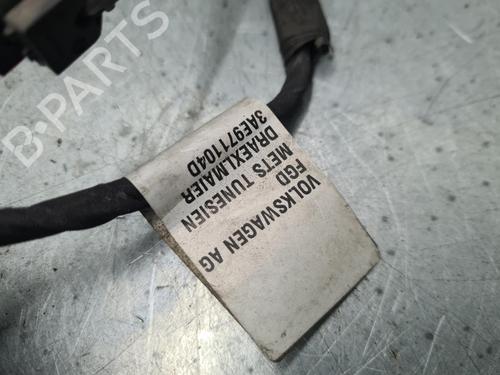 B-PARTS
VOLKSWAGEN AG
FGD
METS TUNESIEN
DRAEXLMAIER
3AE971104D